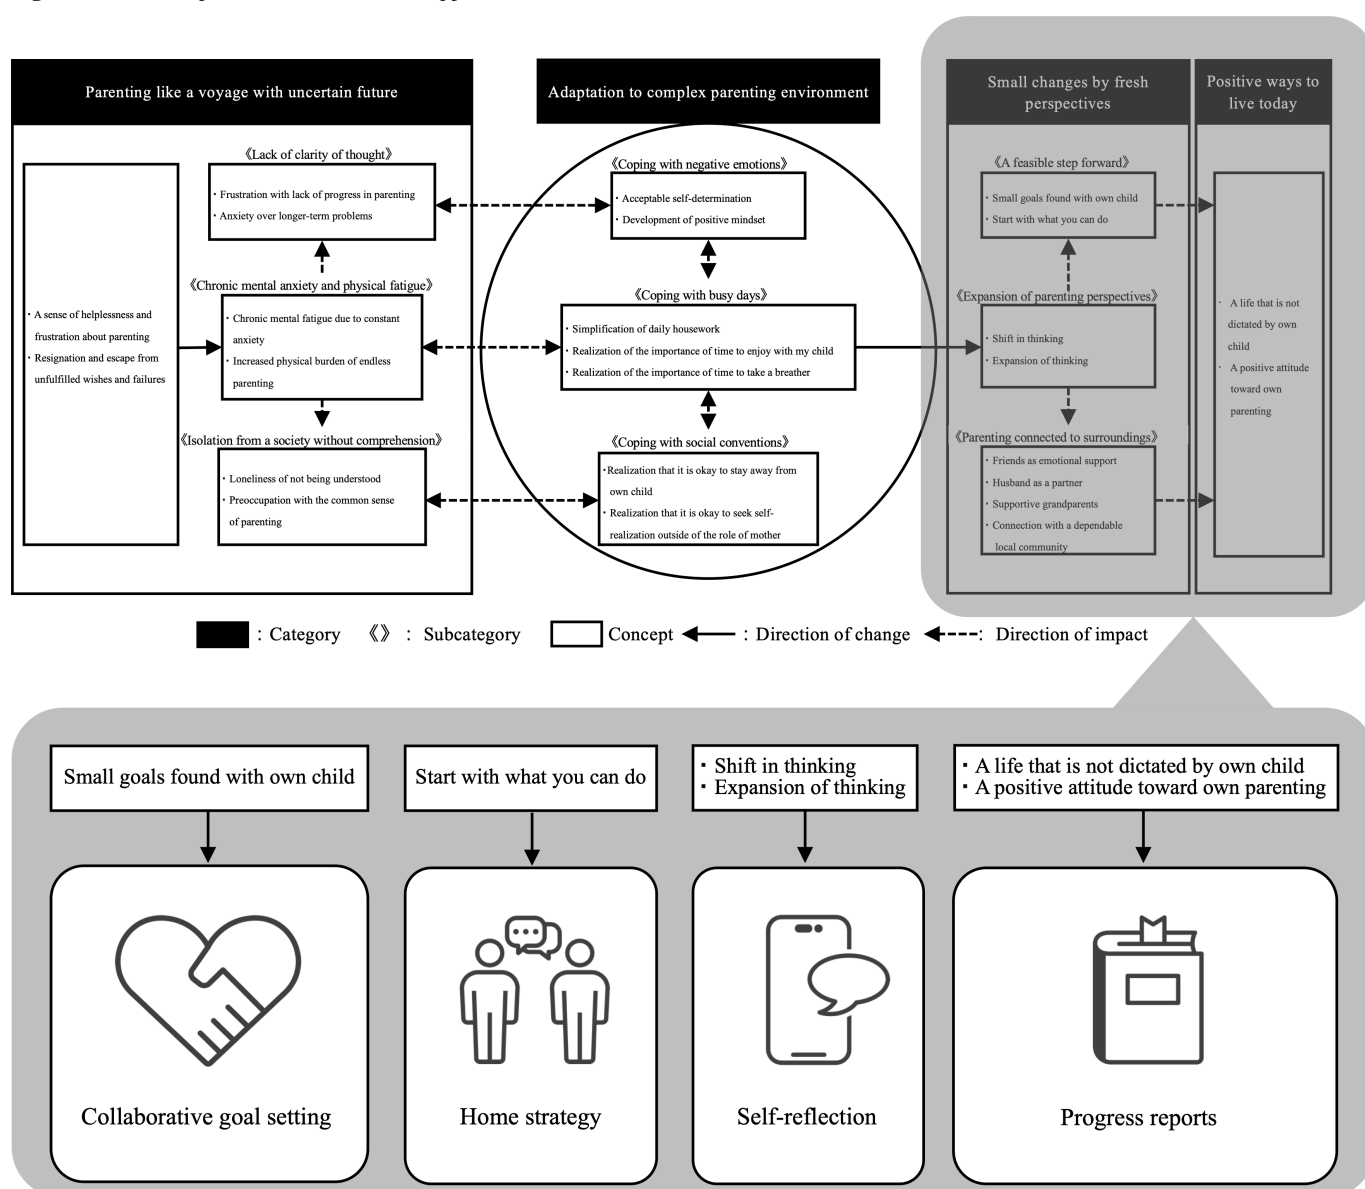 Parenting like a voyage with uncertain future
《Lack of clarity of thought》
・Frustration with lack of progress in parenting
・Anxiety over longer-term problems
《Chronic mental anxiety and physical fatigue》
・Chronic mental fatigue due to constant
anxiety
・Increased physical burden of endless
parenting
・A sense of helplessness and
frustration about parenting
・Resignation and escape from
unfulfilled wishes and failures
《Isolation from a society without comprehension》
・Loneliness of not being understood
・Preoccupation with the common sense
of parenting
Adaptation to complex parenting environment
《Coping with negative emotions》
・Acceptable self-determination
・Development of positive mindset
《Coping with busy days》
・Simplification of daily housework
・Realization of the importance of time to enjoy with my child
・Realization of the importance of time to take a breather
《Coping with social conventions》
・Realization that it is okay to stay away from
own child
・Realization that it is okay to seek self-
realization outside of the role of mother
Small changes by fresh
perspectives
《A feasible step forward》
・Small goals found with own child
・Start with what you can do
《Expansion of parenting perspectives》
・Shift in thinking
・Expansion of thinking
《Parenting connected to surroundings》
・Friends as emotional support
・Husband as a partner
・Supportive grandparents
・Connection with a dependable
local community
Positive ways to
live today
・A life that is not
dictated by own
child
・A positive attitude
toward own
parenting
: Category 《》 : Subcategory Concept : Direction of change : Direction of impact
Small goals found with own child
Start with what you can do
・Shift in thinking
・Expansion of thinking
・A life that is not dictated by own child
・A positive attitude toward own parenting
Collaborative goal setting
Home strategy
Self-reflection
Progress reports